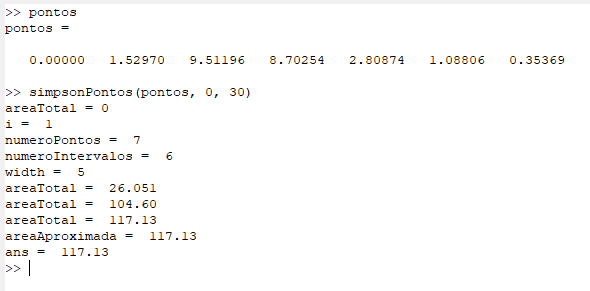 >> pontos
pontos =
0.00000 1.52970 9.51196 8.70254 2.80874 1.08806 0.35369
>> simpsonPontos(pontos, 0, 30)
areaTotal = 0
i = 1
numeroPontos = 7
numeroIntervalos = 6
width = 5
areaTotal = 26.051
areaTotal = 104.60
areaTotal = 117.13
areaAproximada = 117.13
ans = 117.13
>>